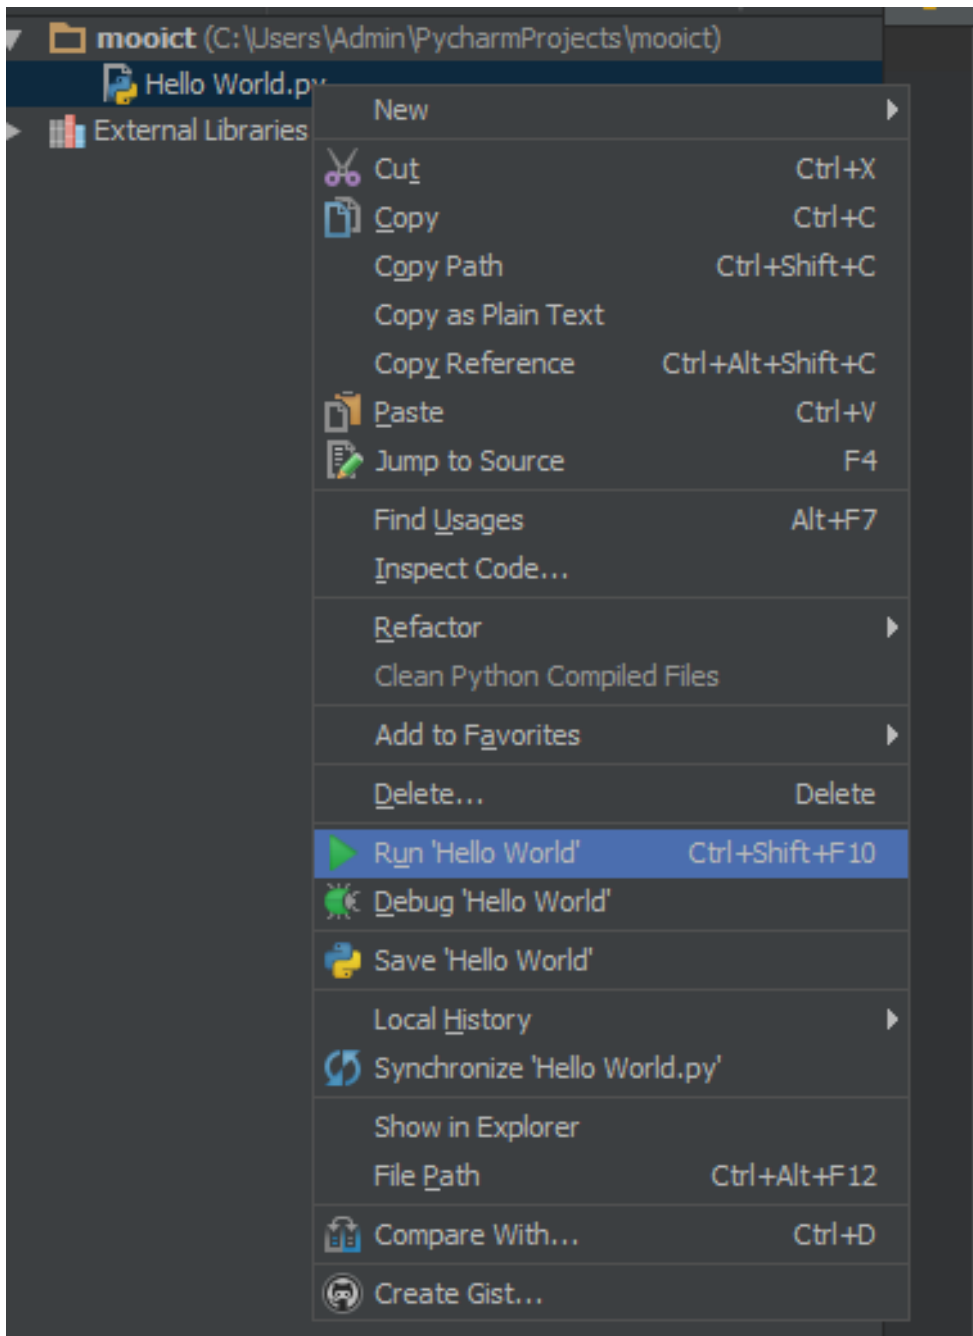 mooict (C:\Users\Admin\PycharmProjects\mooict)
Hello World.py
External Libraries
New
Cut Ctrl+X
Copy Ctrl+C
Copy Path Ctrl+Shift+C
Copy as Plain Text
Copy Reference Ctrl+Alt+Shift+C
Paste Ctrl+V
Jump to Source F4
Find Usages Alt+F7
Inspect Code...
Refactor
Clean Python Compiled Files
Add to Favorites
Delete... Delete
Run 'Hello World' Ctrl+Shift+F10
Debug 'Hello World'
Save 'Hello World'
Local History
Synchronize 'Hello World.py'
Show in Explorer
File Path Ctrl+Alt+F12
Compare With... Ctrl+D
Create Gist...